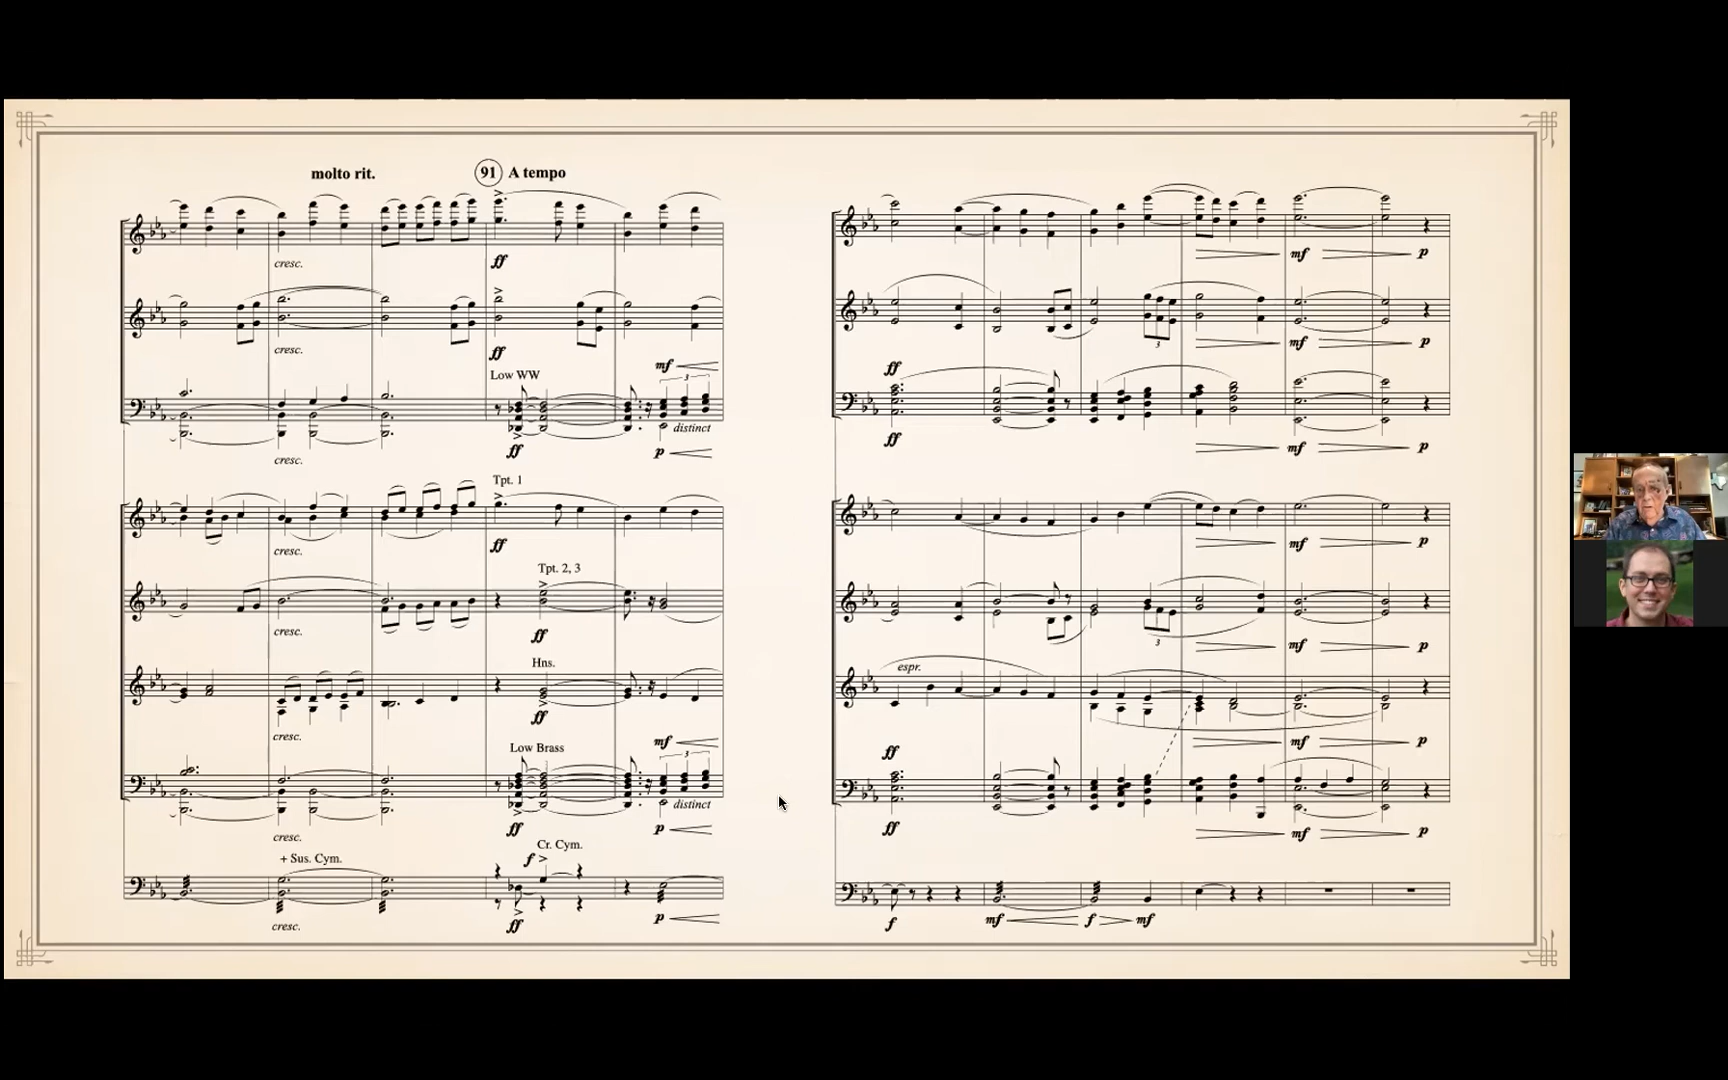 molto rit. 91 A tempo
cresc. ff
cresc. ff
mf
Low WW
3
distinct
cresc. ff p
Tpt. 1
cresc. ff
Tpt. 2, 3
cresc. ff
Hns.
cresc. ff
Low Brass mf
3
distinct
cresc. ff p
+ Sus. Cym. Cr. Cym.
f
cresc. ff p
mf p
3
mf p
ff
ff mf p
mf p
3
mf p
espr.
mf p
ff
ff mf p
f mf f mf